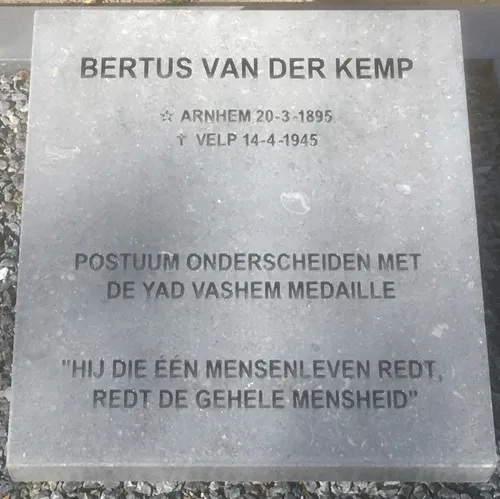 BERTUS VAN DER KEMP
☆ ARNHEM 20-3-1895
✝ VELP 14-4-1945
POSTUUM ONDERSCHEIDEN MET
DE YAD VASHEM MEDAILLE
"HIJ DIE ÉÉN MENSENLEVEN REDT,
REDT DE GEHELE MENSHEID"